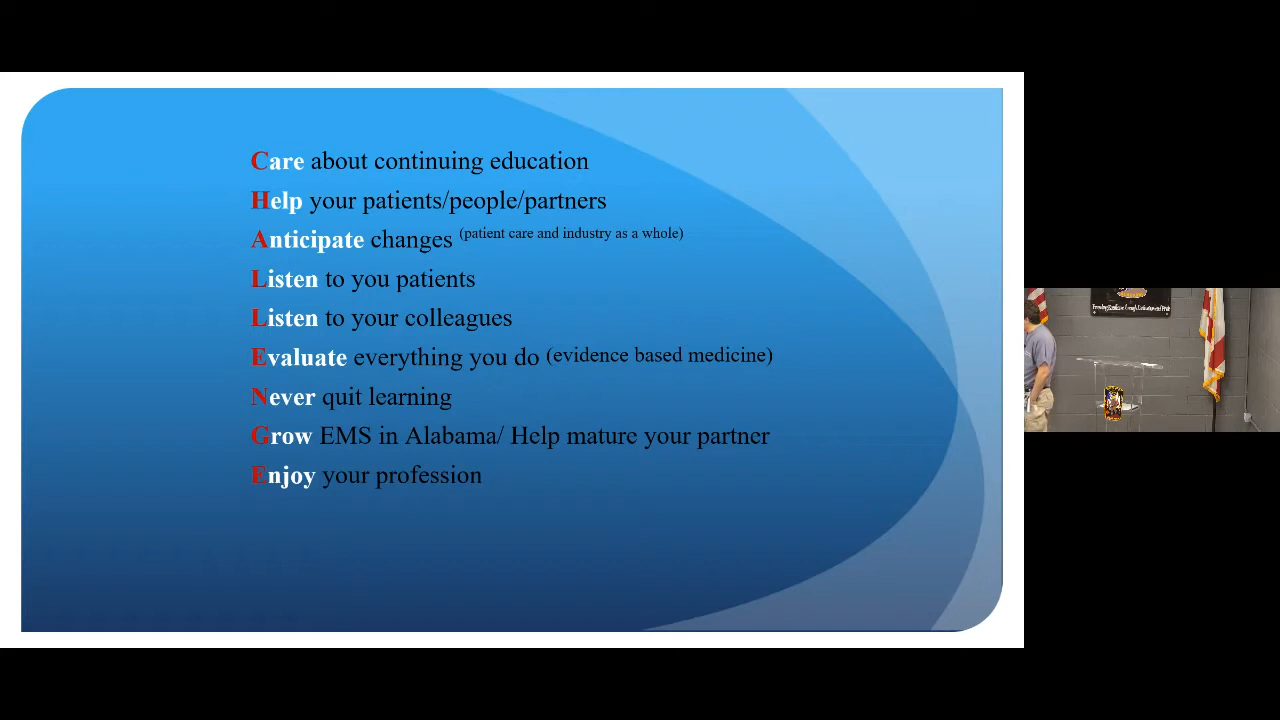 Care about continuing education
Help your patients/people/partners
Anticipate changes (patient care and industry as a whole)
Listen to you patients
Listen to your colleagues
Evaluate everything you do (evidence based medicine)
Never quit learning
Grow EMS in Alabama/ Help mature your partner
Enjoy your profession